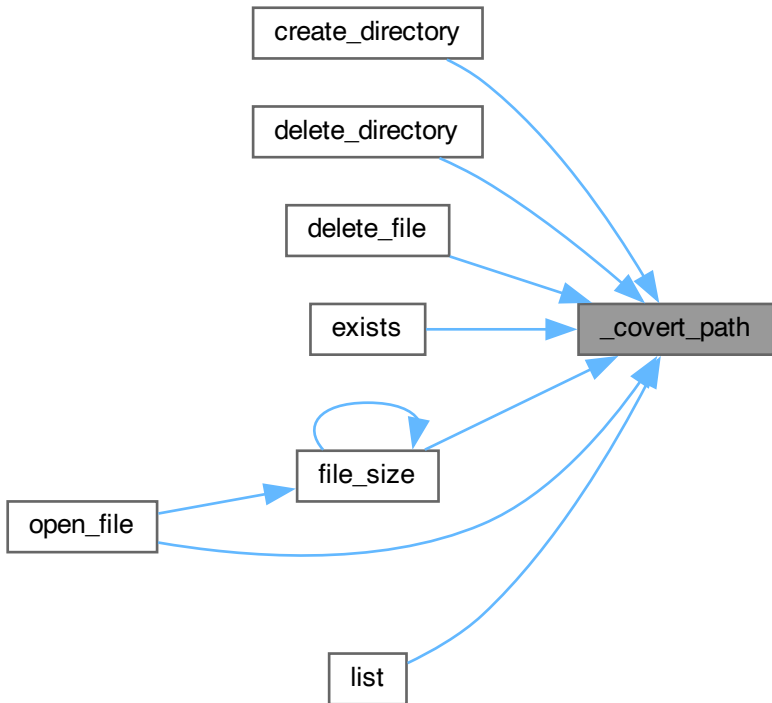 create_directory
delete_directory
delete_file
exists
_covert_path
file_size
open_file
list